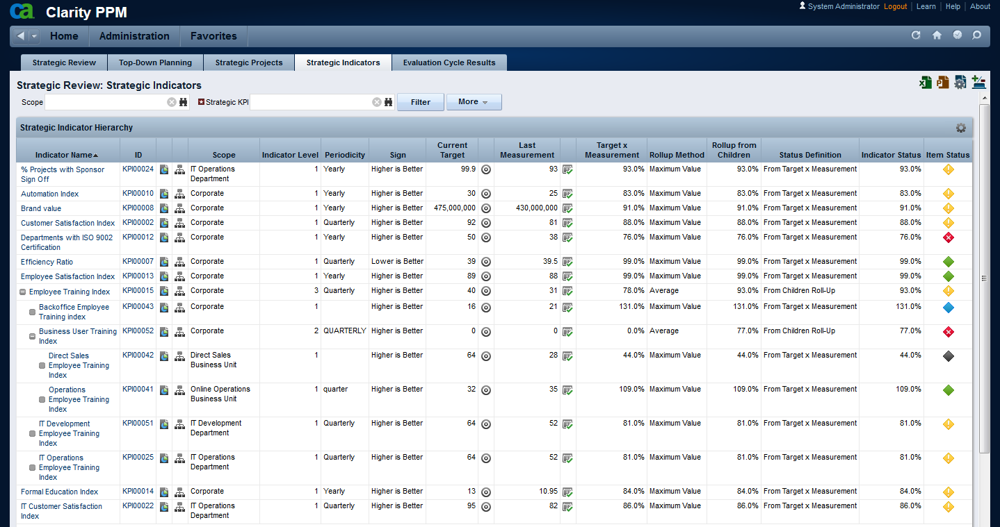 ca Clarity PPM
System Administrator Logout | Learn | Help | About
Home Administration Favorites
Strategic Review Top-Down Planning Strategic Projects Strategic Indicators Evaluation Cycle Results
Strategic Review: Strategic Indicators
Scope Strategic KPI Filter More
Strategic Indicator Hierarchy
Current Last Target x Rollup from
Indicator Name ID Scope Indicator Level Periodicity Sign Target Measurement Measurement Rollup Method Children Status Definition Indicator Status Item Status
% Projects with Sponsor KPI00024 IT Operations 1 Yearly Higher is Better 99.9 93 93.0% Maximum Value 93.0% From Target x Measurement 93.0%
Sign Off Department
Automation Index KPI00010 Corporate 1 Yearly Higher is Better 30 25 83.0% Maximum Value 83.0% From Target x Measurement 83.0%
Brand value KPI00008 Corporate 1 Yearly Higher is Better 475,000,000 430,000,000 91.0% Maximum Value 91.0% From Target x Measurement 91.0%
Customer Satisfaction Index KPI00002 Corporate 1 Quarterly Higher is Better 92 81 88.0% Maximum Value 88.0% From Target x Measurement 88.0%
Departments with ISO 9002 KPI00012 Corporate 1 Yearly Higher is Better 50 38 76.0% Maximum Value 76.0% From Target x Measurement 76.0%
Certification
Efficiency Ratio KPI00007 Corporate 1 Quarterly Lower is Better 39 39.5 99.0% Maximum Value 99.0% From Target x Measurement 99.0%
Employee Satisfaction Index KPI00013 Corporate 1 Yearly Higher is Better 89 88 99.0% Maximum Value 99.0% From Target x Measurement 99.0%
Employee Training Index KPI00015 Corporate 3 Quarterly Higher is Better 40 31 78.0% Average 93.0% From Children Roll-Up 93.0%
Backoffice Employee KPI00043 Corporate 1 Higher is Better 16 21 131.0% Maximum Value 131.0% From Target x Measurement 131.0%
Training index
Business User Training KPI00052 Corporate 2 QUARTERLY Higher is Better 0 0 0.0% Average 77.0% From Children Roll-Up 77.0%
Index
Direct Sales KPI00042 Direct Sales 1 Higher is Better 64 28 44.0% Maximum Value 44.0% From Target x Measurement 44.0%
Employee Training Business Unit
Index
Operations KPI00041 Online Operations 1 quarter Higher is Better 32 35 109.0% Maximum Value 109.0% From Target x Measurement 109.0%
Employee Training Business Unit
Index
IT Development KPI00051 IT Development 1 Quarterly Higher is Better 64 52 81.0% Maximum Value 81.0% From Target x Measurement 81.0%
Employee Training Department
Index
IT Operations KPI00025 IT Operations 1 Quarterly Higher is Better 64 52 81.0% Maximum Value 81.0% From Target x Measurement 81.0%
Employee Training Department
Index
Formal Education Index KPI00014 Corporate 1 Yearly Higher is Better 13 10.95 84.0% Maximum Value 84.0% From Target x Measurement 84.0%
IT Customer Satisfaction KPI00022 IT Operations 1 Quarterly Higher is Better 95 82 86.0% Maximum Value 86.0% From Target x Measurement 86.0%
Index Department